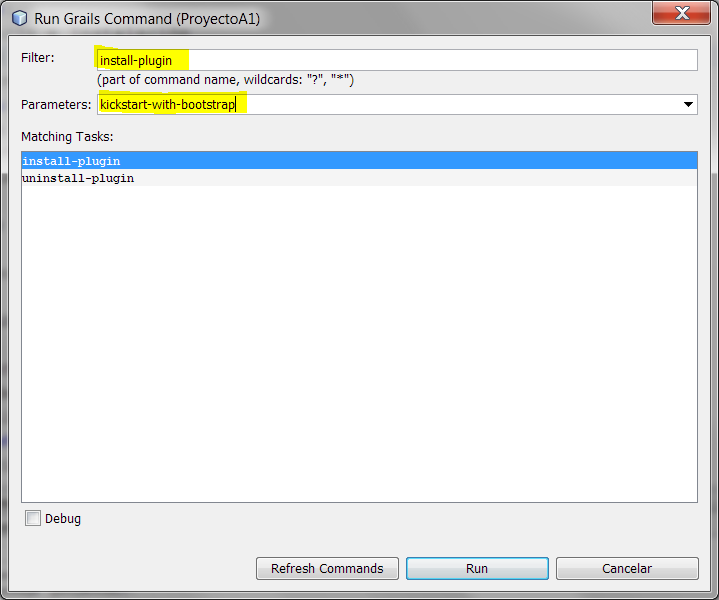 Run Grails Command (ProyectoA1)
Filter: install-plugin
(part of command name, wildcards: "?", "*")
Parameters: kickstart-with-bootstrap
Matching Tasks:
install-plugin
uninstall-plugin
Debug
Refresh Commands Run Cancelar